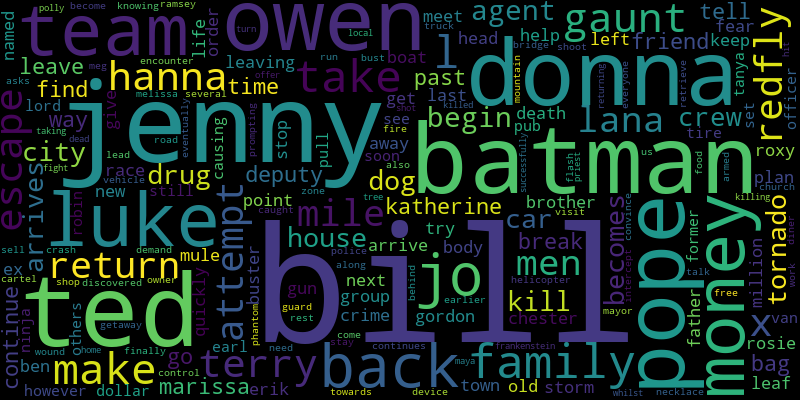 team
owen
agent
gaunt
tell
fear
redfly
polly
become
knowing
ramsey
named
order
life
turn
local
meet
truck
head
help
left
friend
keep
tanya
officer
hit
escape
leave
find
hanna
time
leaving
take
past
boat
l
donna
way
lord
give
meg
jenny
batman
asks
several
melissa
eventually
prompting
offer
shot
run
bust
get
last
begin
death
pub
see
away
fire
also
soon
killed
bridge
shoot
mountain
returning
everyone
retrieve
lana
crew
set
tire
roxy
city
drug
race
new
still
lead
road
dead
taking
fight
vehicle
causing
stop
pull
deputy
zone
tree
point
dog
katherine
successfully
flash
priest
us
food
armed
plan
church
killing
arrives
robin
luke
attempt
caught
visit
mile
car
brother
try
convince
intercept
becomes
pope
money
former
father
talk
free
million
work
diner
tornado
ex
sell
crash
demand
return
mule
buster
house
arrive
body
break
men
x
van
rosie
continue
cartel
shop
discovered
owner
quickly
bill
police
along
behind
jo
next
group
gun
guard
rest
crime
gordon
earlier
helicopter
kill
chester
mayor
ninja
others
getaway
wound
home
finally
ted
earl
phantom
need
come
stay
continues
frankenstein
bag
ben
make
go
terry
back
family
however
dollar
control
marissa
erik
storm
town
old
maya
towards
device
whilst
necklace
leaf